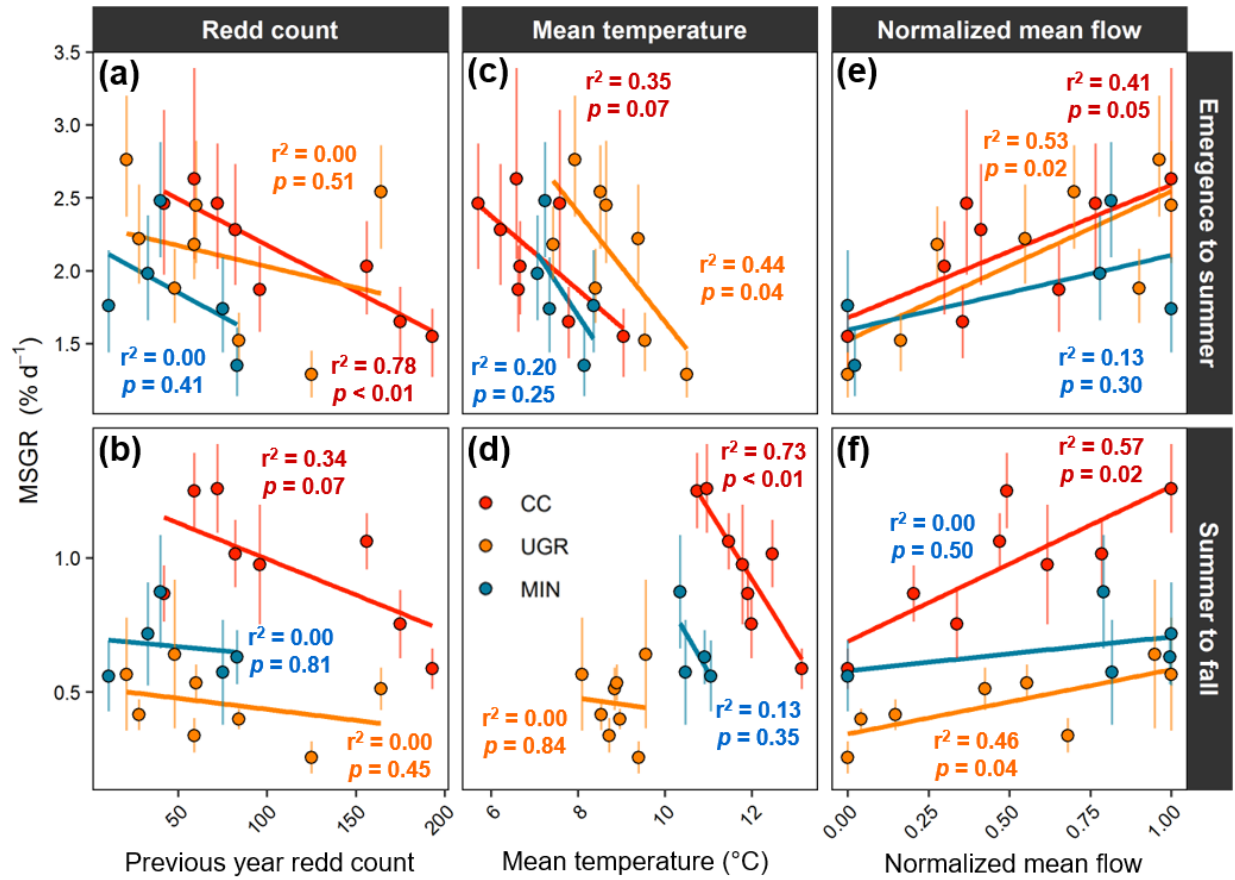 Redd count
Mean temperature
Normalized mean flow
Emergence to summer
Summer to fall
MSGR (% d⁻¹)
3.5
3.0
2.5
2.0
1.5
(a)
r² = 0.00
p = 0.51
r² = 0.00
p = 0.41
r² = 0.78
p < 0.01
(c)
r² = 0.35
p = 0.07
r² = 0.44
p = 0.04
r² = 0.20
p = 0.25
(e)
r² = 0.41
p = 0.05
r² = 0.53
p = 0.02
r² = 0.13
p = 0.30
1.0
0.5
(b)
r² = 0.34
p = 0.07
r² = 0.00
p = 0.81
r² = 0.00
p = 0.45
(d)
r² = 0.73
p < 0.01
CC
UGR
MIN
r² = 0.00
p = 0.84
r² = 0.13
p = 0.35
(f)
r² = 0.57
p = 0.02
r² = 0.00
p = 0.50
r² = 0.46
p = 0.04
50
100
150
200
6
8
10
12
0.00
0.25
0.50
0.75
1.00
Previous year redd count
Mean temperature (°C)
Normalized mean flow